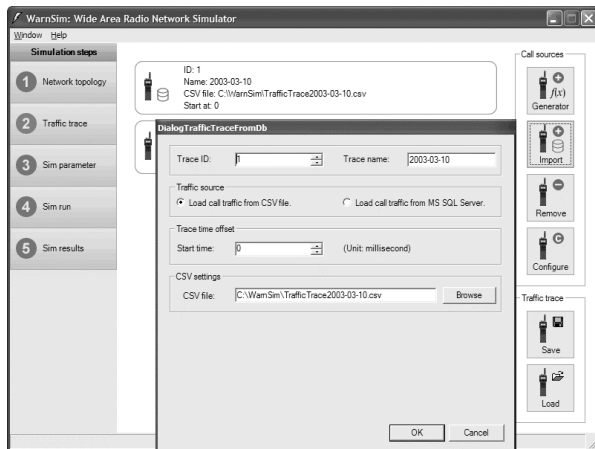 WarnSim: Wide Area Radio Network Simulator
Window Help
Simulation steps
1 Network topology
2 Traffic trace
3 Sim parameter
4 Sim run
5 Sim results
ID: 1
Name: 2003-03-10
CSV file: C:\WarnSim\TrafficTrace2003-03-10.csv
Start at: 0
Call sources
f(x)
Generator
Import
Remove
C
Configure
Traffic trace
Save
Load
DialogTrafficTraceFromDb
Trace ID: 1 Trace name: 2003-03-10
Traffic source
Load call traffic from CSV file. Load call traffic from MS SQL Server.
Trace time offset
Start time: 0 (Unit: millisecond)
CSV settings
CSV file: C:\WarnSim\TrafficTrace2003-03-10.csv Browse
OK Cancel